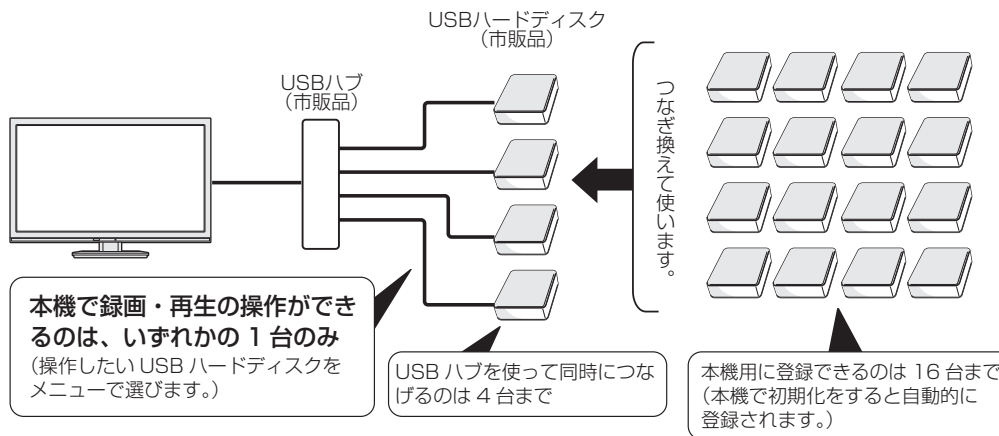 USBハードディスク
（市販品）
USBハブ
（市販品）
つなぎ換えて使います。
本機で録画・再生の操作ができ
るのは、いずれかの 1 台のみ
（操作したい USB ハードディスクを
メニューで選びます。）
USB ハブを使って同時につな
げるのは 4 台まで
本機用に登録できるのは 16 台まで
（本機で初期化をすると自動的に
登録されます。）